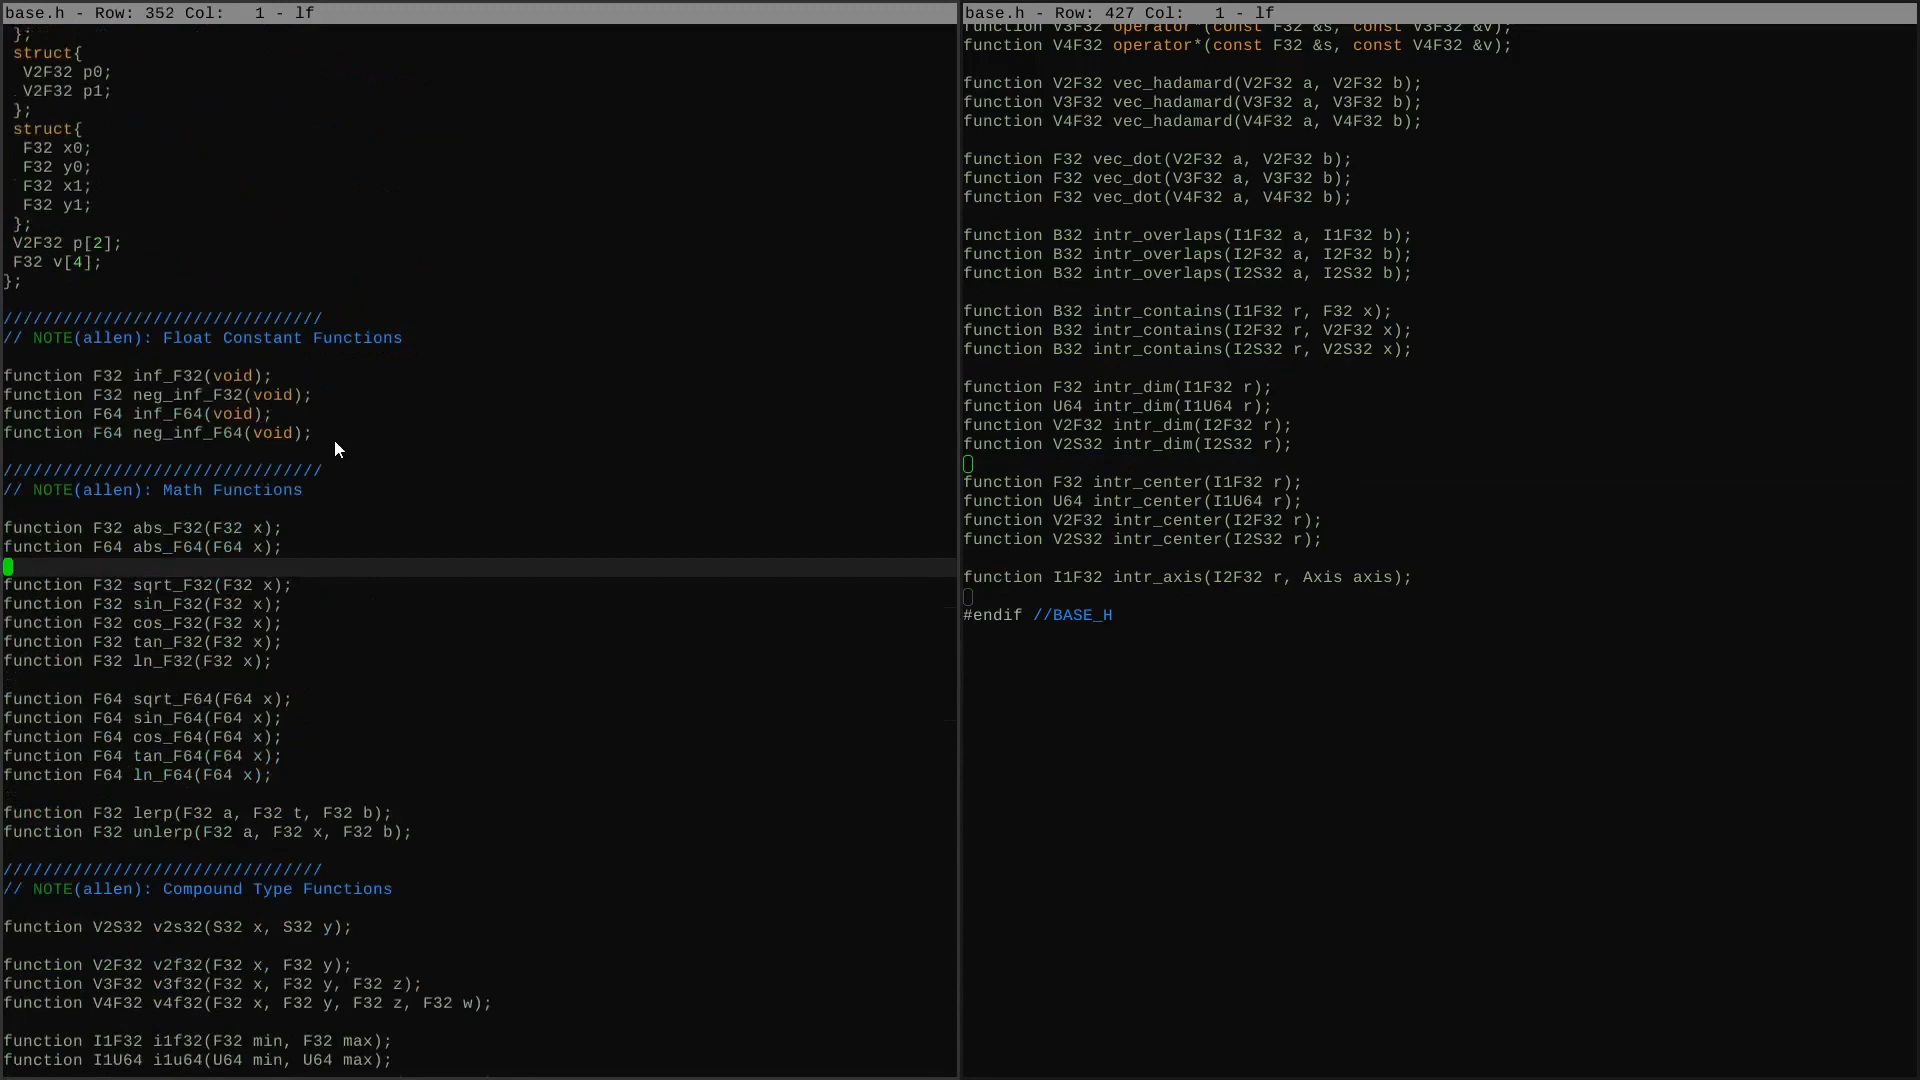 base.h - Row: 352 Col:   1 - lf
};
struct{
V2F32 p0;
V2F32 p1;
};
struct{
F32 x0;
F32 y0;
F32 x1;
F32 y1;
};
V2F32 p[2];
F32 v[4];
};
////////////////////////////////
// NOTE(allen): Float Constant Functions
function F32 inf_F32(void);
function F32 neg_inf_F32(void);
function F64 inf_F64(void);
function F64 neg_inf_F64(void);
////////////////////////////////
// NOTE(allen): Math Functions
function F32 abs_F32(F32 x);
function F64 abs_F64(F64 x);
function F32 sqrt_F32(F32 x);
function F32 sin_F32(F32 x);
function F32 cos_F32(F32 x);
function F32 tan_F32(F32 x);
function F32 ln_F32(F32 x);
function F64 sqrt_F64(F64 x);
function F64 sin_F64(F64 x);
function F64 cos_F64(F64 x);
function F64 tan_F64(F64 x);
function F64 ln_F64(F64 x);
function F32 lerp(F32 a, F32 t, F32 b);
function F32 unlerp(F32 a, F32 x, F32 b);
////////////////////////////////
// NOTE(allen): Compound Type Functions
function V2S32 v2s32(S32 x, S32 y);
function V2F32 v2f32(F32 x, F32 y);
function V3F32 v3f32(F32 x, F32 y, F32 z);
function V4F32 v4f32(F32 x, F32 y, F32 z, F32 w);
function I1F32 i1f32(F32 min, F32 max);
function I1U64 i1u64(U64 min, U64 max);
base.h - Row: 427 Col:   1 - lf
function V3F32 operator*(const F32 &s, const V3F32 &v);
function V4F32 operator*(const F32 &s, const V4F32 &v);
function V2F32 vec_hadamard(V2F32 a, V2F32 b);
function V3F32 vec_hadamard(V3F32 a, V3F32 b);
function V4F32 vec_hadamard(V4F32 a, V4F32 b);
function F32 vec_dot(V2F32 a, V2F32 b);
function F32 vec_dot(V3F32 a, V3F32 b);
function F32 vec_dot(V4F32 a, V4F32 b);
function B32 intr_overlaps(I1F32 a, I1F32 b);
function B32 intr_overlaps(I2F32 a, I2F32 b);
function B32 intr_overlaps(I2S32 a, I2S32 b);
function B32 intr_contains(I1F32 r, F32 x);
function B32 intr_contains(I2F32 r, V2F32 x);
function B32 intr_contains(I2S32 r, V2S32 x);
function F32 intr_dim(I1F32 r);
function U64 intr_dim(I1U64 r);
function V2F32 intr_dim(I2F32 r);
function V2S32 intr_dim(I2S32 r);
function F32 intr_center(I1F32 r);
function U64 intr_center(I1U64 r);
function V2F32 intr_center(I2F32 r);
function V2S32 intr_center(I2S32 r);
function I1F32 intr_axis(I2F32 r, Axis axis);
#endif //BASE_H